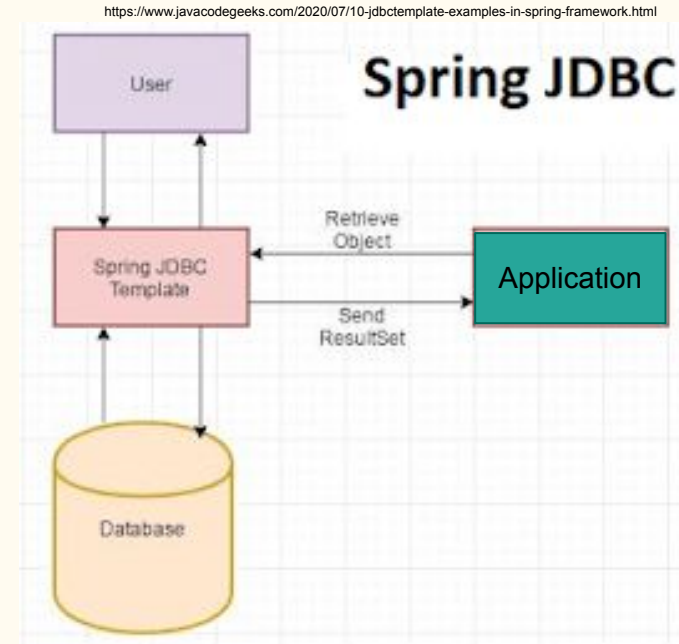 https://www.javacodegeeks.com/2020/07/10-jdbctemplate-examples-in-spring-framework.html
Spring JDBC
User
Retrieve
Object
Spring JDBC
Template
Application
Send
ResultSet
Database